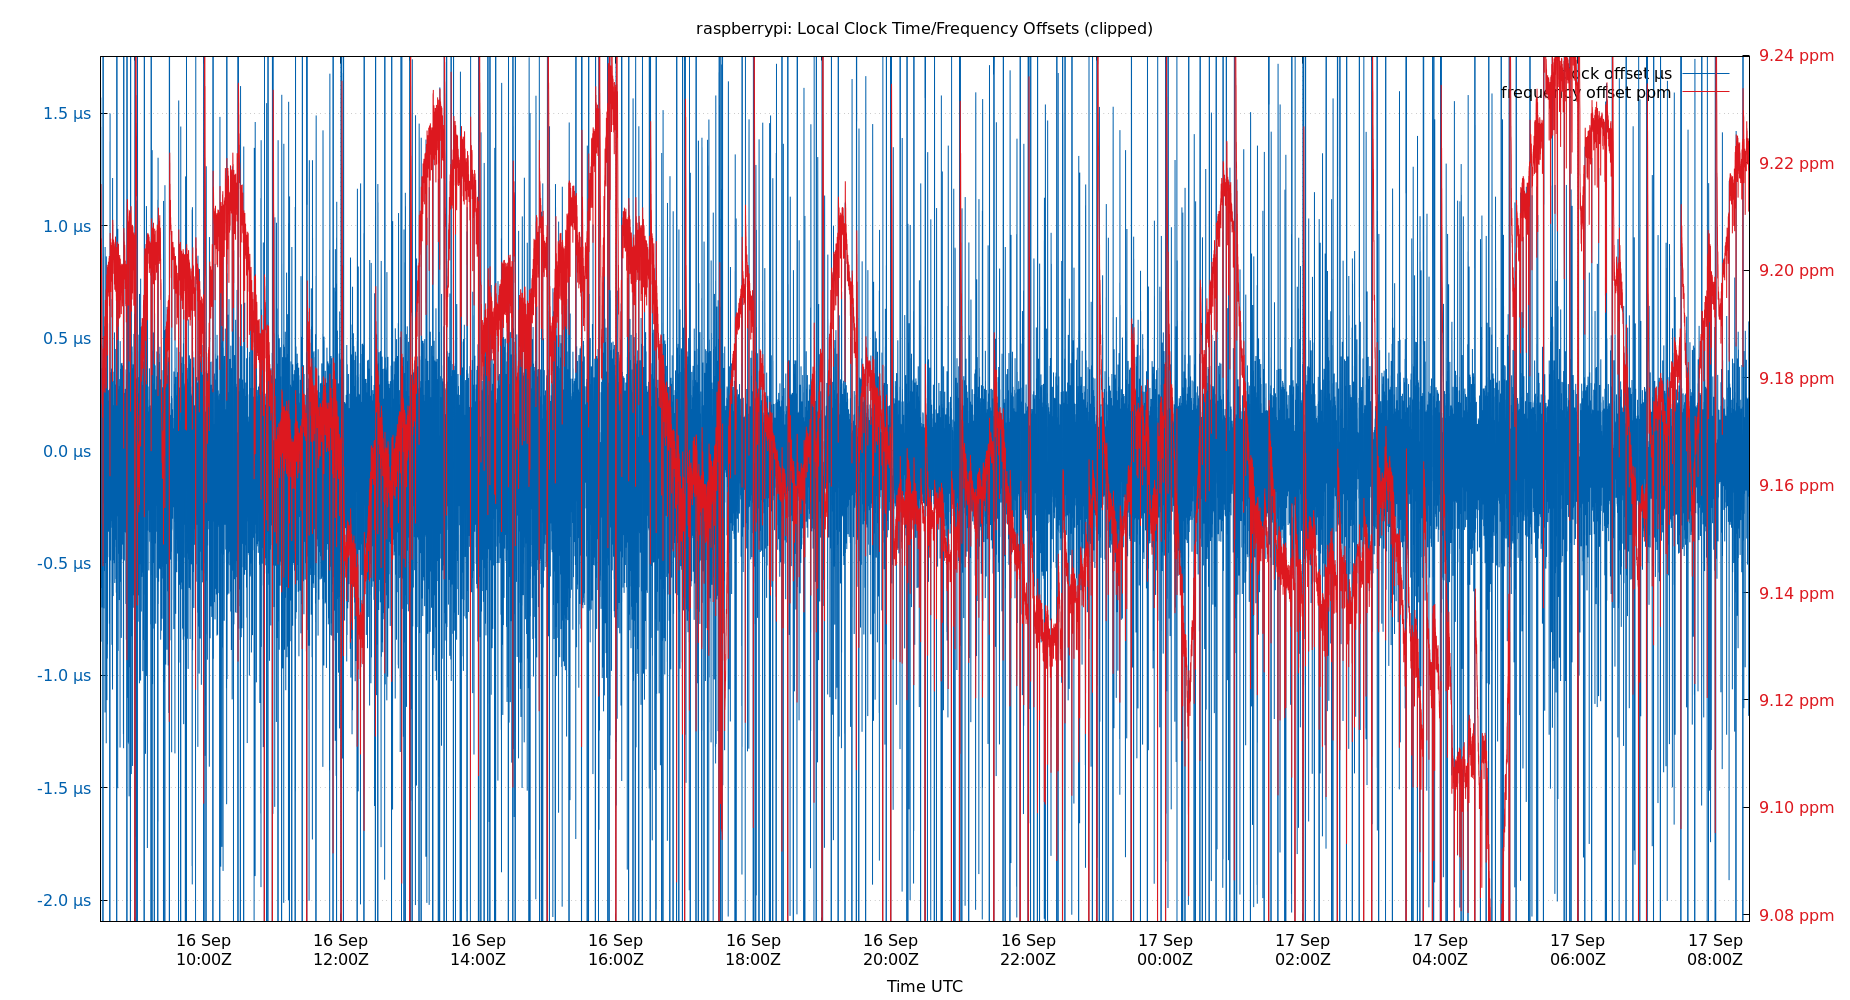 raspberrypi: Local Clock Time/Frequency Offsets (clipped)
9.24 ppm
offset µs
frequency offset ppm
1.5 µs
9.22 ppm
1.0 µs
9.20 ppm
0.5 µs
9.18 ppm
0.0 µs
9.16 ppm
-0.5 µs
9.14 ppm
-1.0 µs
9.12 ppm
-1.5 µs
9.10 ppm
-2.0 µs
9.08 ppm
16 Sep 16 Sep 16 Sep 16 Sep 16 Sep 16 Sep 16 Sep 17 Sep 17 Sep 17 Sep 17 Sep 17 Sep
10:00Z 12:00Z 14:00Z 16:00Z 18:00Z 20:00Z 22:00Z 00:00Z 02:00Z 04:00Z 06:00Z 08:00Z
Time UTC